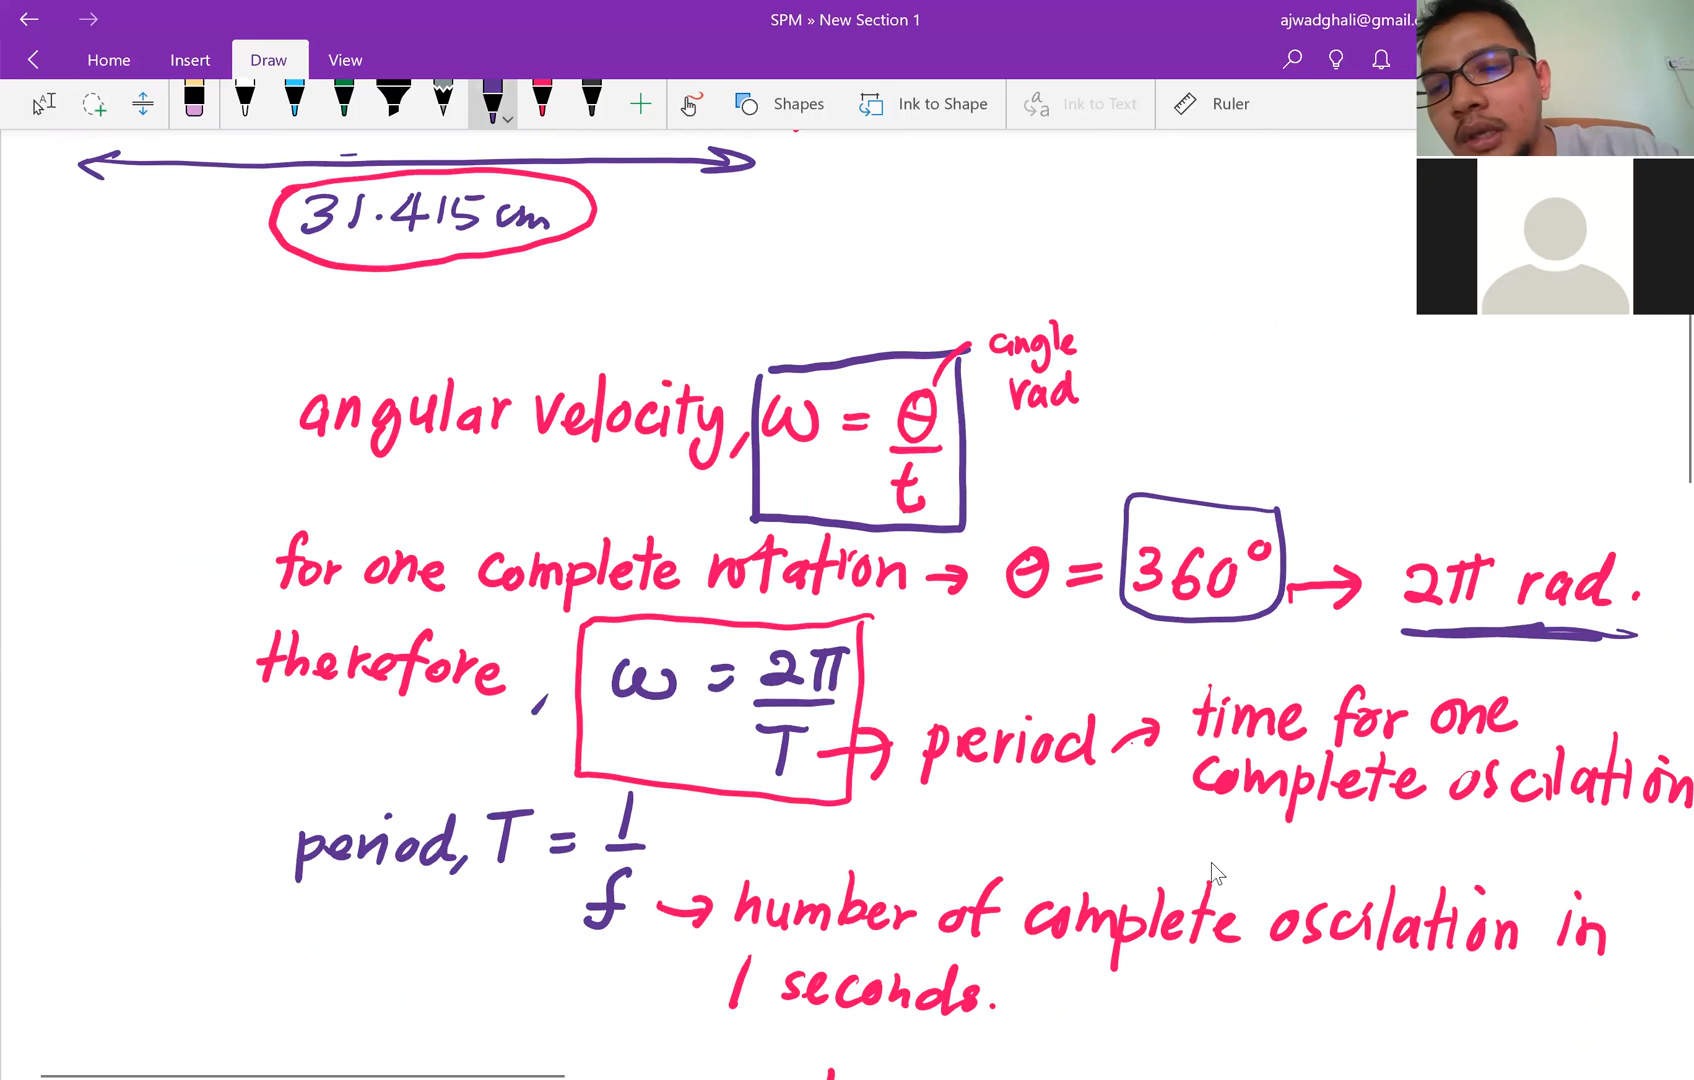 SPM » New Section 1
ajwadghali@gmail.c
Home Insert Draw View
Shapes Ink to Shape Ink to Text Ruler
31.415 cm
angle
rad
angular velocity, ω = θ/t
for one complete rotation → θ = 360° → 2π rad.
therefore, ω = 2π/T → period → time for one
complete oscilation
period, T = 1/f → number of complete oscilation in
1 seconds.